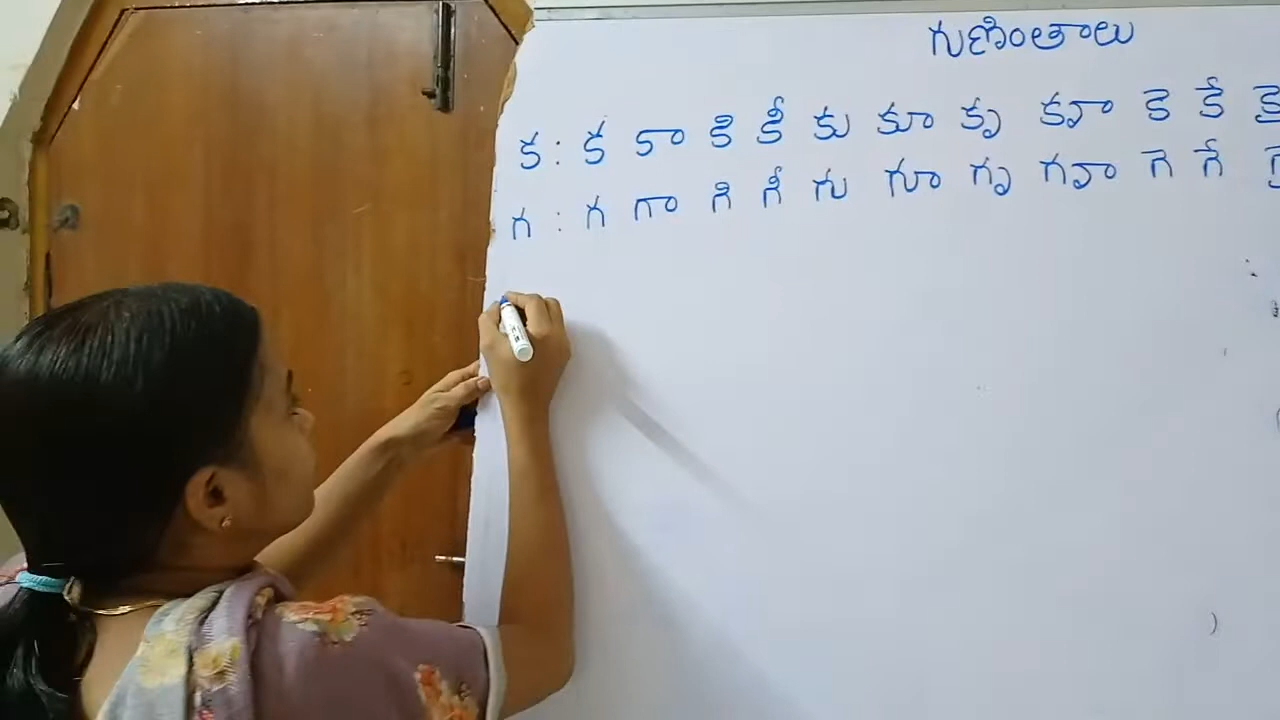 గుణింతాలు
క : క కా కి కీ కు కూ కృ కౄ కె కే కై
గ : గ గా గి గీ గు గూ గృ గౄ గె గే గై